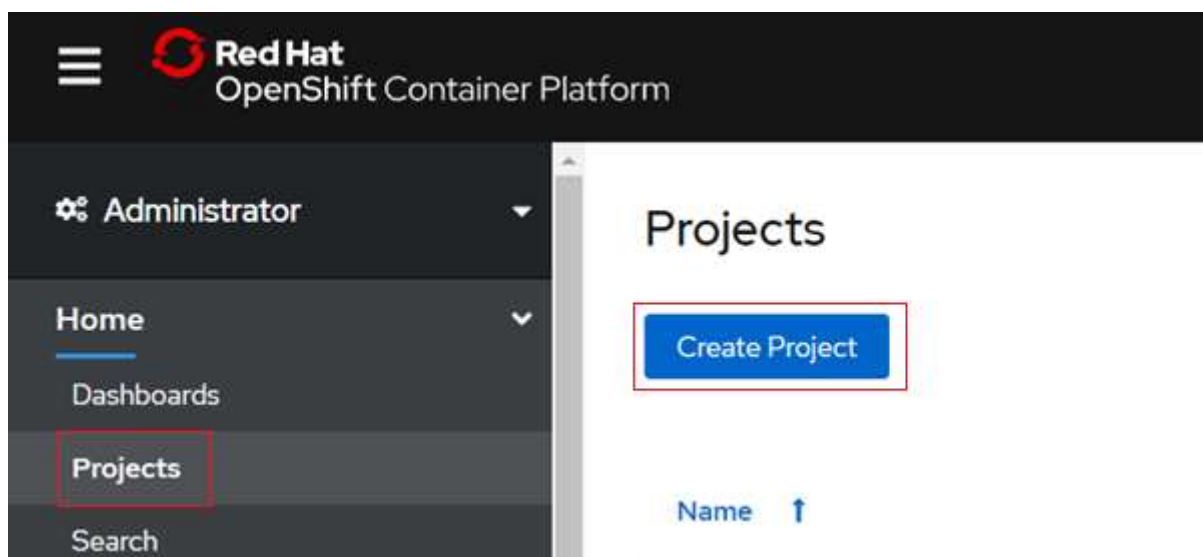 Red Hat
OpenShift Container Platform
Administrator
Home
Dashboards
Projects
Search
Projects
Create Project
Name